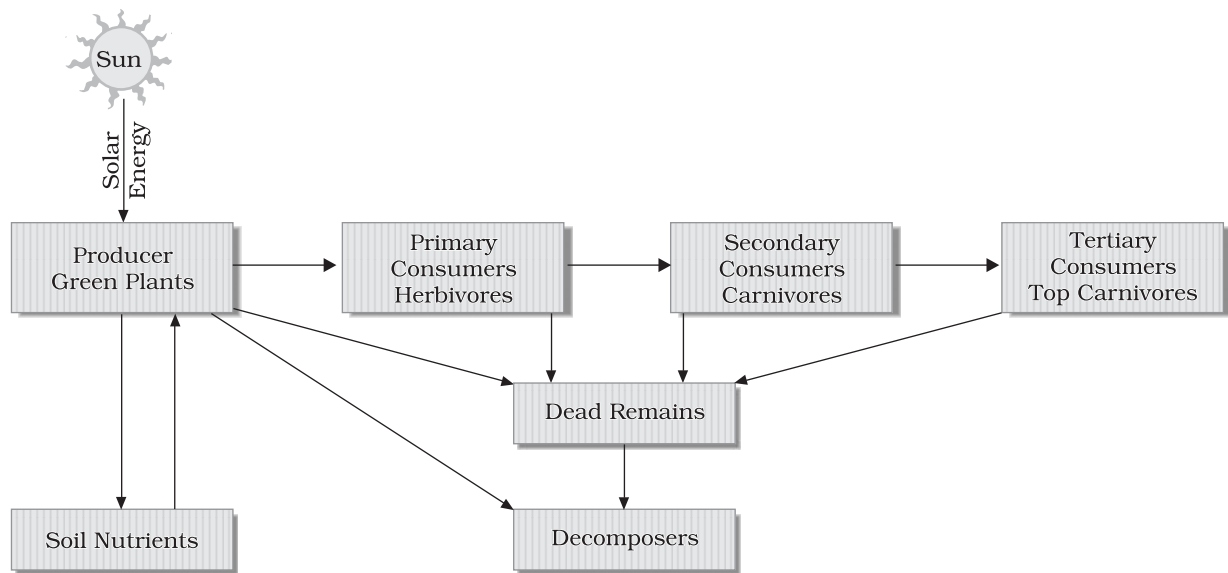 Sun
Solar
Energy
Producer
Green Plants
Primary
Consumers
Herbivores
Secondary
Consumers
Carnivores
Tertiary
Consumers
Top Carnivores
Dead Remains
Soil Nutrients
Decomposers